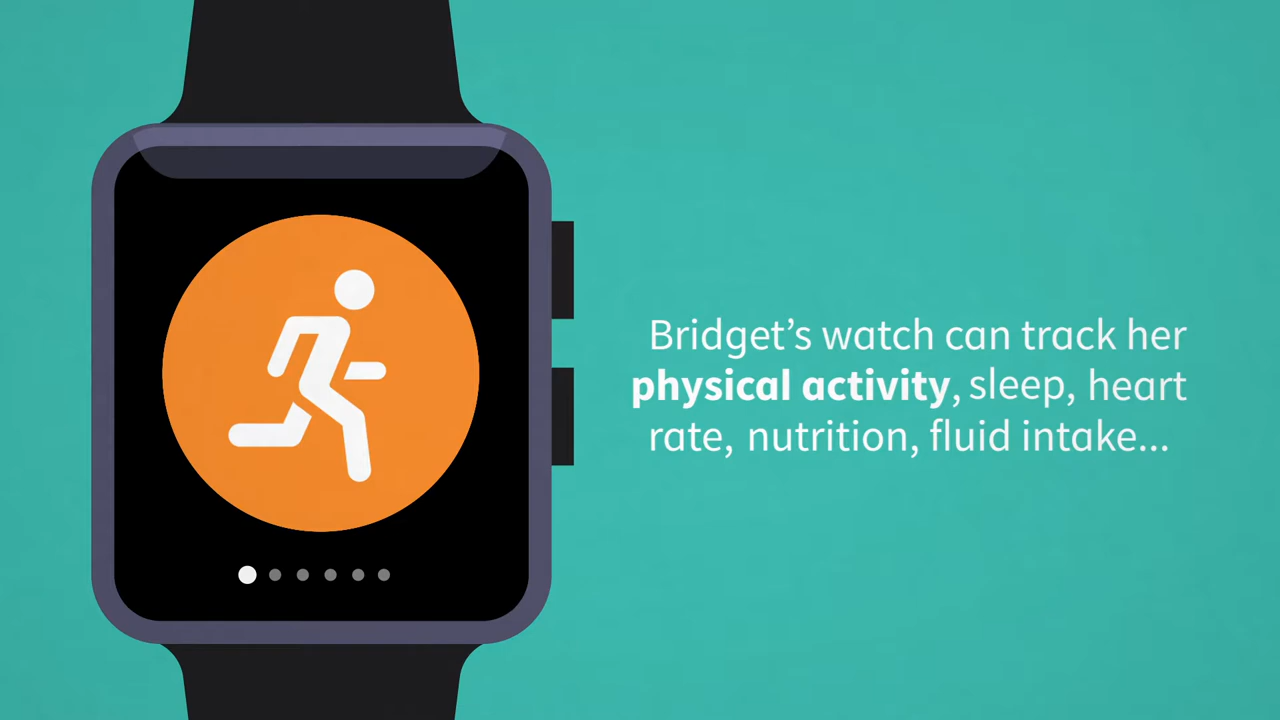 Bridget’s watch can track her
physical activity, sleep, heart
rate, nutrition, fluid intake...